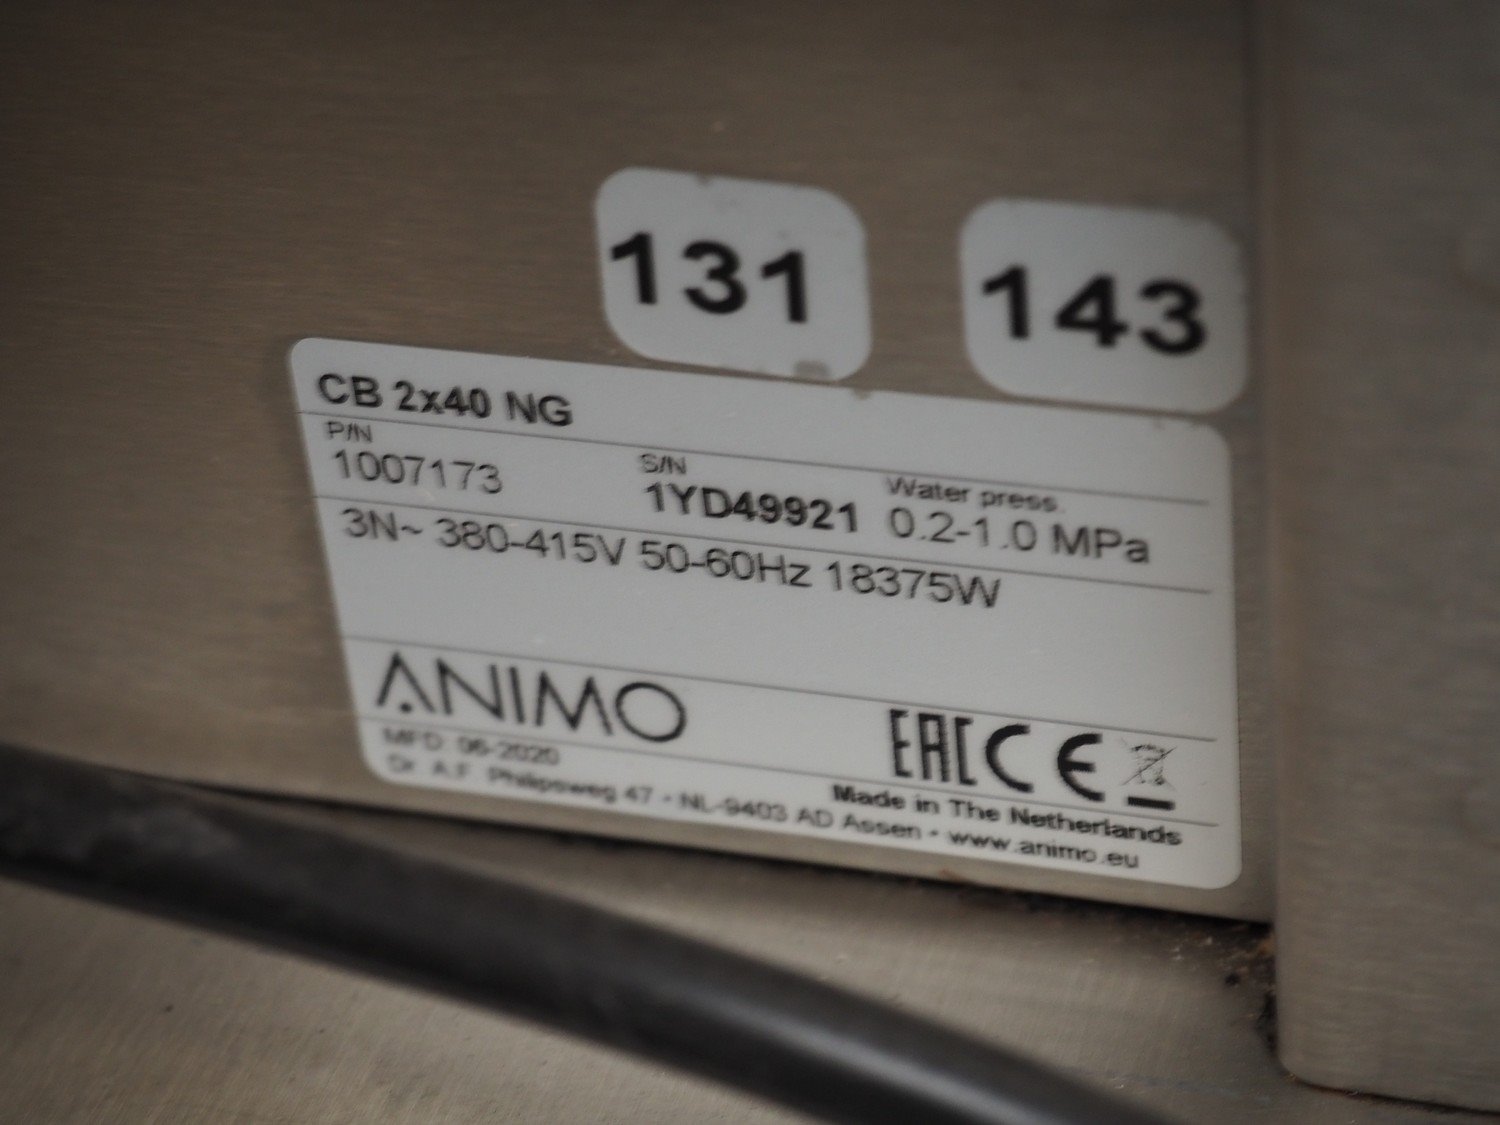 131
143
CB 2x40 NG
P/N
1007173
S/N
1YD49921
Water press.
0.2-1.0 MPa
3N~ 380-415V 50-60Hz 18375W
ANIMO
EAC CE
MFD: 06-2020
Made in The Netherlands
Dr. A.F. Philipsweg 47 - NL-9403 AD Assen - www.animo.eu